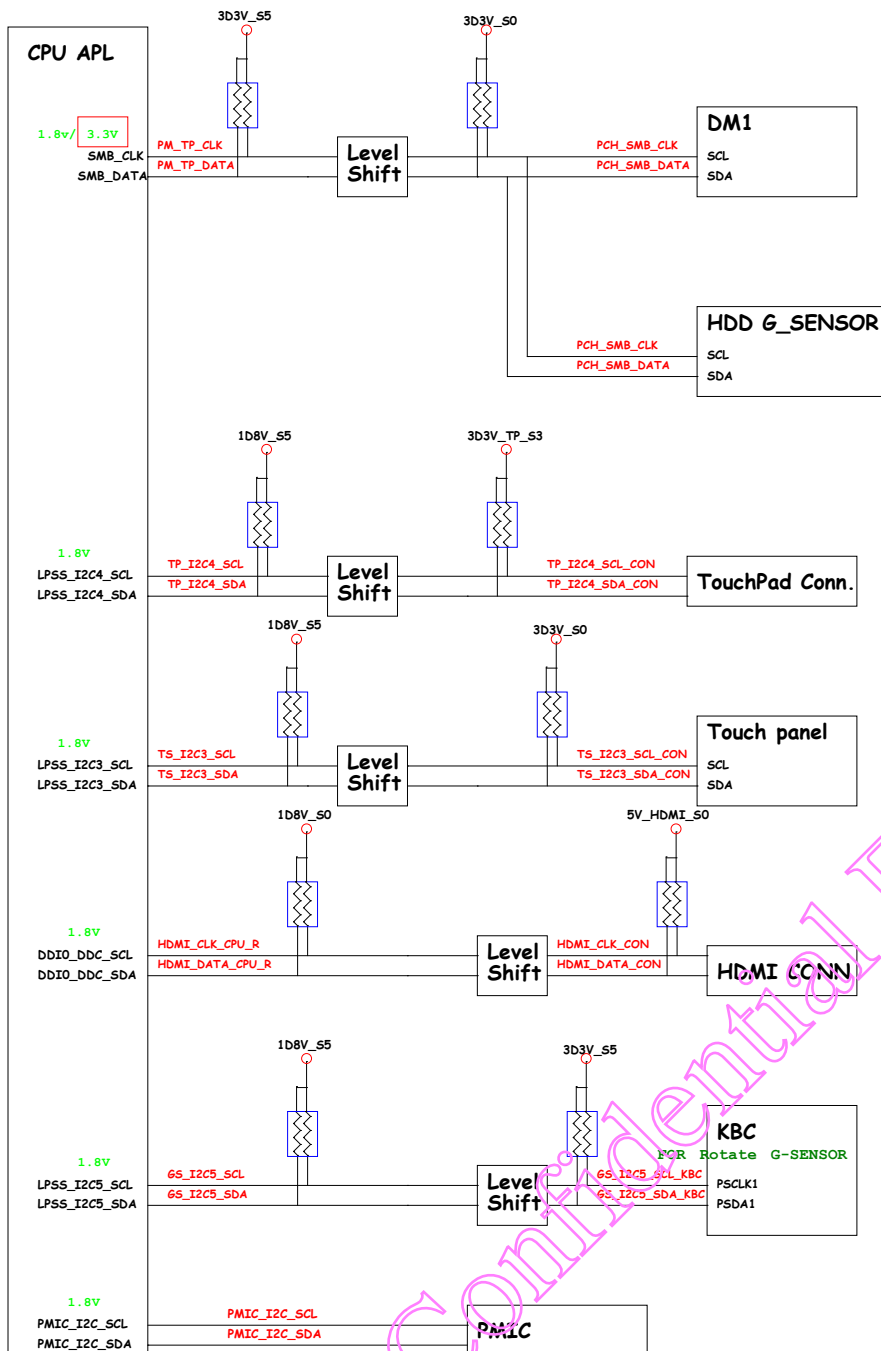 3D3V_S5
3D3V_S0
CPU APL
1.8v/ 3.3V
SMB_CLK
SMB_DATA
PM_TP_CLK
PM_TP_DATA
Level
Shift
PCH_SMB_CLK
PCH_SMB_DATA
DM1
SCL
SDA
HDD G_SENSOR
PCH_SMB_CLK
PCH_SMB_DATA
SCL
SDA
1D8V_S5
3D3V_TP_S3
1.8V
LPSS_I2C4_SCL
LPSS_I2C4_SDA
TP_I2C4_SCL
TP_I2C4_SDA
Level
Shift
TP_I2C4_SCL_CON
TP_I2C4_SDA_CON
TouchPad Conn.
1D8V_S5
3D3V_S0
1.8V
LPSS_I2C3_SCL
LPSS_I2C3_SDA
TS_I2C3_SCL
TS_I2C3_SDA
Level
Shift
TS_I2C3_SCL_CON
TS_I2C3_SDA_CON
Touch panel
SCL
SDA
1D8V_S0
5V_HDMI_S0
1.8V
DDI0_DDC_SCL
DDI0_DDC_SDA
HDMI_CLK_CPU_R
HDMI_DATA_CPU_R
Level
Shift
HDMI_CLK_CON
HDMI_DATA_CON
HDMI CONN
1D8V_S5
3D3V_S5
1.8V
LPSS_I2C5_SCL
LPSS_I2C5_SDA
GS_I2C5_SCL
GS_I2C5_SDA
Level
Shift
GS_I2C5_SCL_KBC
GS_I2C5_SDA_KBC
KBC
FOR Rotate G-SENSOR
PSCLK1
PSDA1
1.8V
PMIC_I2C_SCL
PMIC_I2C_SDA
PMIC_I2C_SCL
PMIC_I2C_SDA
PMIC
Confidential